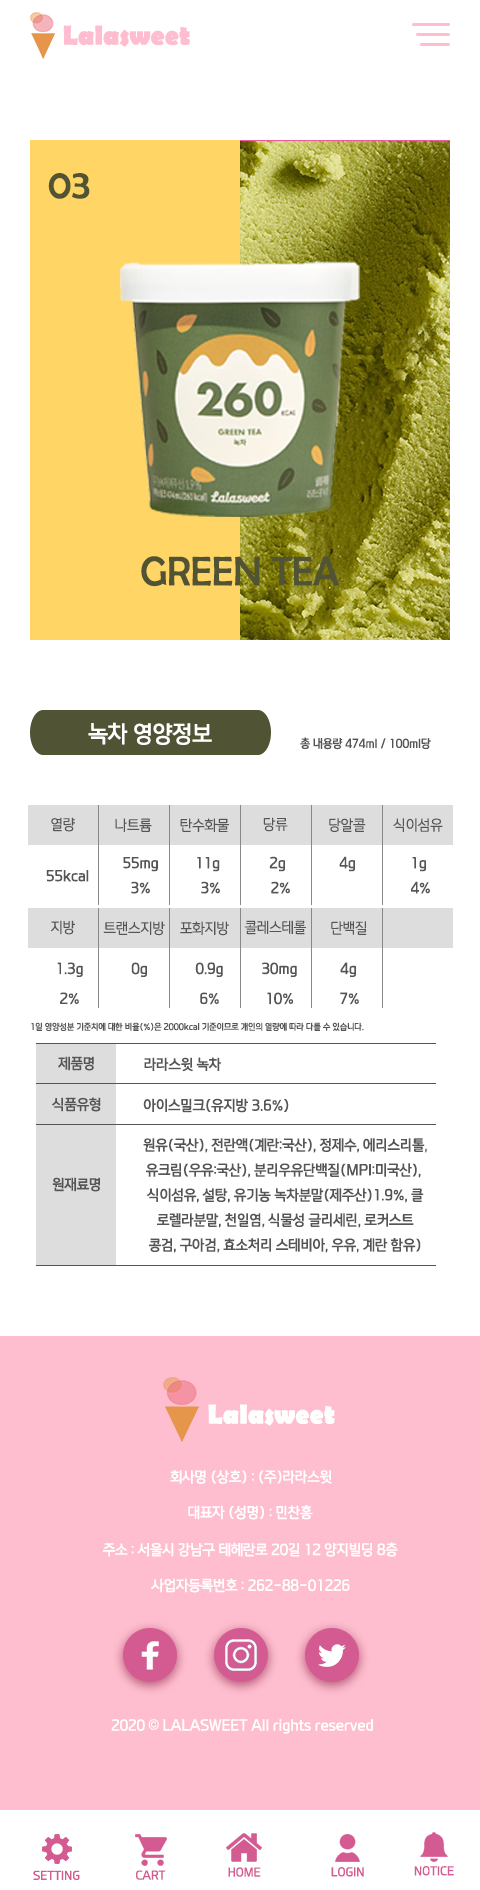 Lalasweet
03
260 KCAL
GREEN TEA
녹차
Lalasweet
GREEN TEA
녹차 영양정보
총 내용량 474ml / 100ml당
열량 나트륨 탄수화물 당류 당알콜 식이섬유
55kcal 55mg 11g 2g 4g 1g
3% 3% 2% 4%
지방 트랜스지방 포화지방 콜레스테롤 단백질
1.3g 0g 0.9g 30mg 4g
2% 6% 10% 7%
1일 영양성분 기준치에 대한 비율(%)은 2000kcal 기준이므로 개인의 열량에 따라 다를 수 있습니다.
제품명 라라스윗 녹차
식품유형 아이스밀크(유지방 3.6%)
원재료명 원유(국산), 전란액(계란:국산), 정제수, 에리스리톨,
유크림(우유:국산), 분리우유단백질(MPI:미국산),
식이섬유, 설탕, 유기농 녹차분말(제주산)1.9%, 클
로렐라분말, 천일염, 식물성 글리세린, 로커스트
콩검, 구아검, 효소처리 스테비아, 우유, 계란 함유)
Lalasweet
회사명 (상호) : (주)라라스윗
대표자 (성명) : 민찬홍
주소 : 서울시 강남구 테헤란로 20길 12 양지빌딩 8층
사업자등록번호 : 262-88-01226
2020 © LALASWEET All rights reserved
SETTING CART HOME LOGIN NOTICE